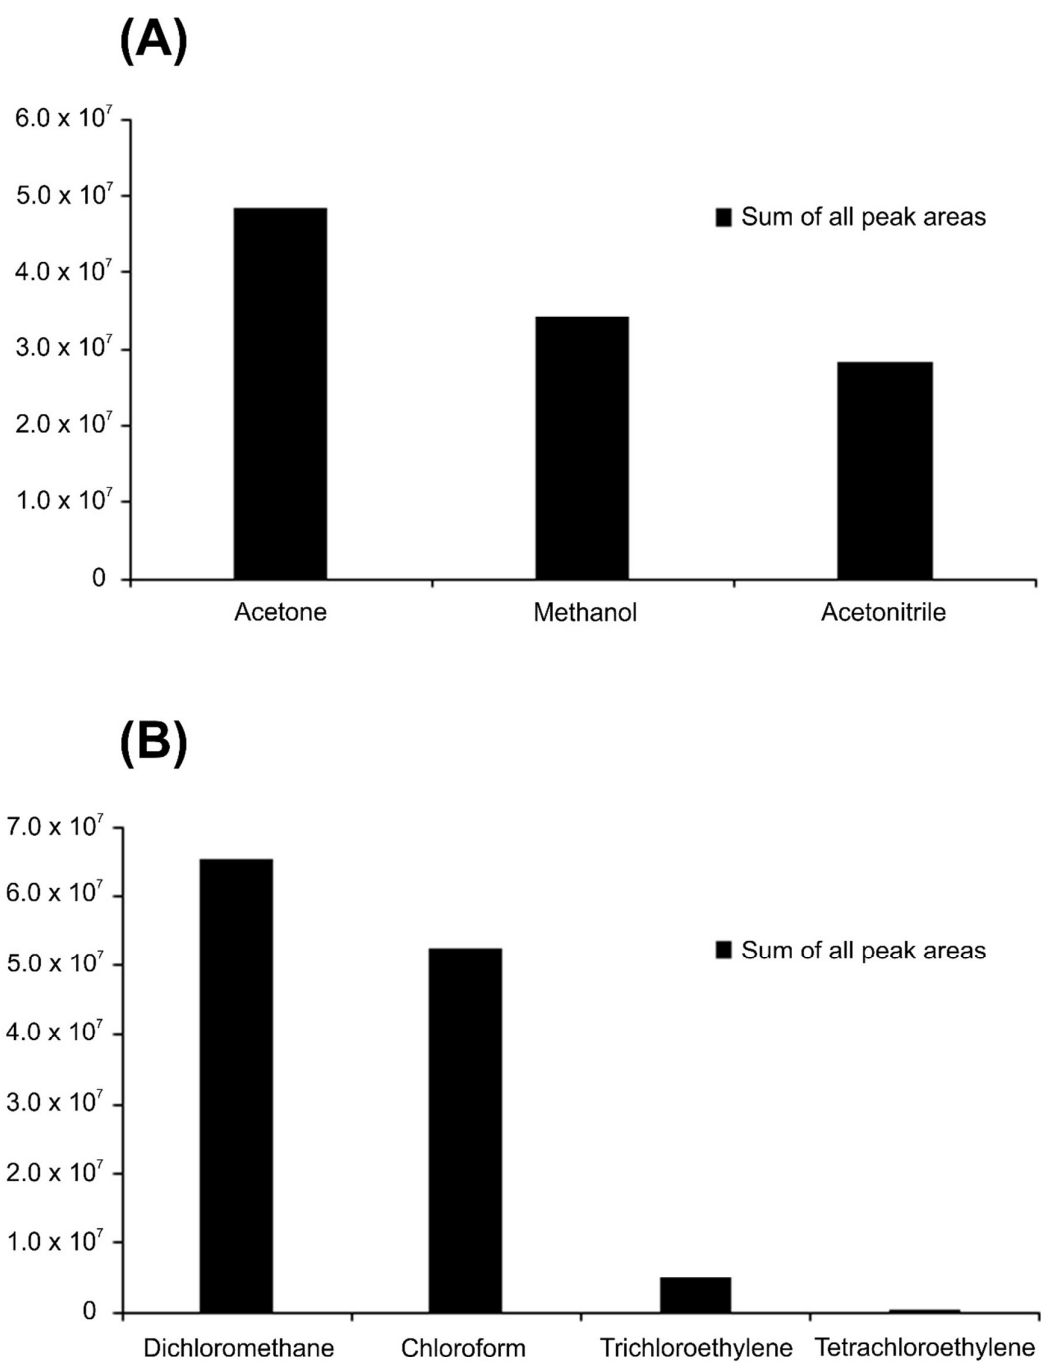 (A)
6.0 x 10⁷
5.0 x 10⁷
Sum of all peak areas
4.0 x 10⁷
3.0 x 10⁷
2.0 x 10⁷
1.0 x 10⁷
0
Acetone Methanol Acetonitrile
(B)
7.0 x 10⁷
6.0 x 10⁷
Sum of all peak areas
5.0 x 10⁷
4.0 x 10⁷
3.0 x 10⁷
2.0 x 10⁷
1.0 x 10⁷
0
Dichloromethane Chloroform Trichloroethylene Tetrachloroethylene